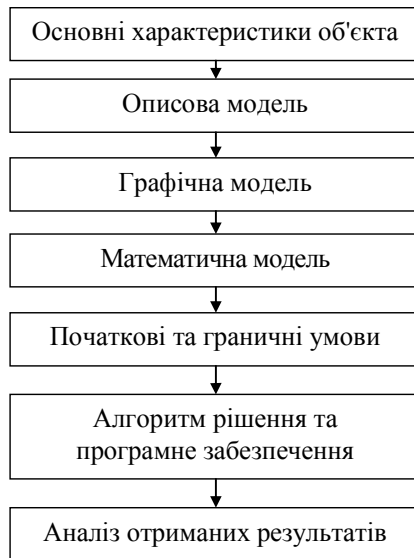 Основні характеристики об'єкта
Описова модель
Графічна модель
Математична модель
Початкові та граничні умови
Алгоритм рішення та
програмне забезпечення
Аналіз отриманих результатів